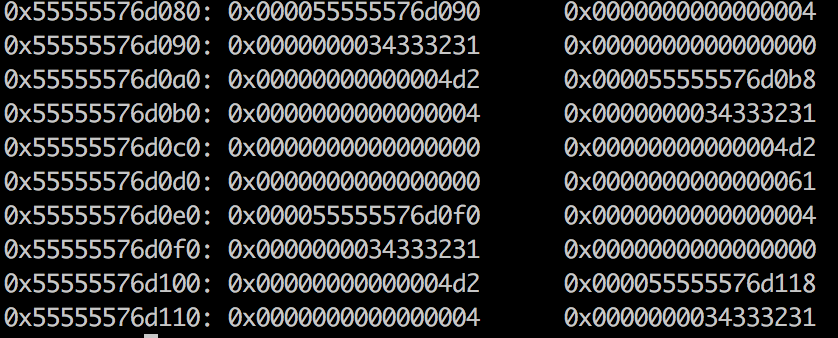 0x55555576d080: 0x000055555576d090 0x0000000000000004
0x55555576d090: 0x0000000034333231 0x0000000000000000
0x55555576d0a0: 0x00000000000004d2 0x000055555576d0b8
0x55555576d0b0: 0x0000000000000004 0x0000000034333231
0x55555576d0c0: 0x0000000000000000 0x00000000000004d2
0x55555576d0d0: 0x0000000000000000 0x0000000000000061
0x55555576d0e0: 0x000055555576d0f0 0x0000000000000004
0x55555576d0f0: 0x0000000034333231 0x0000000000000000
0x55555576d100: 0x00000000000004d2 0x000055555576d118
0x55555576d110: 0x0000000000000004 0x0000000034333231